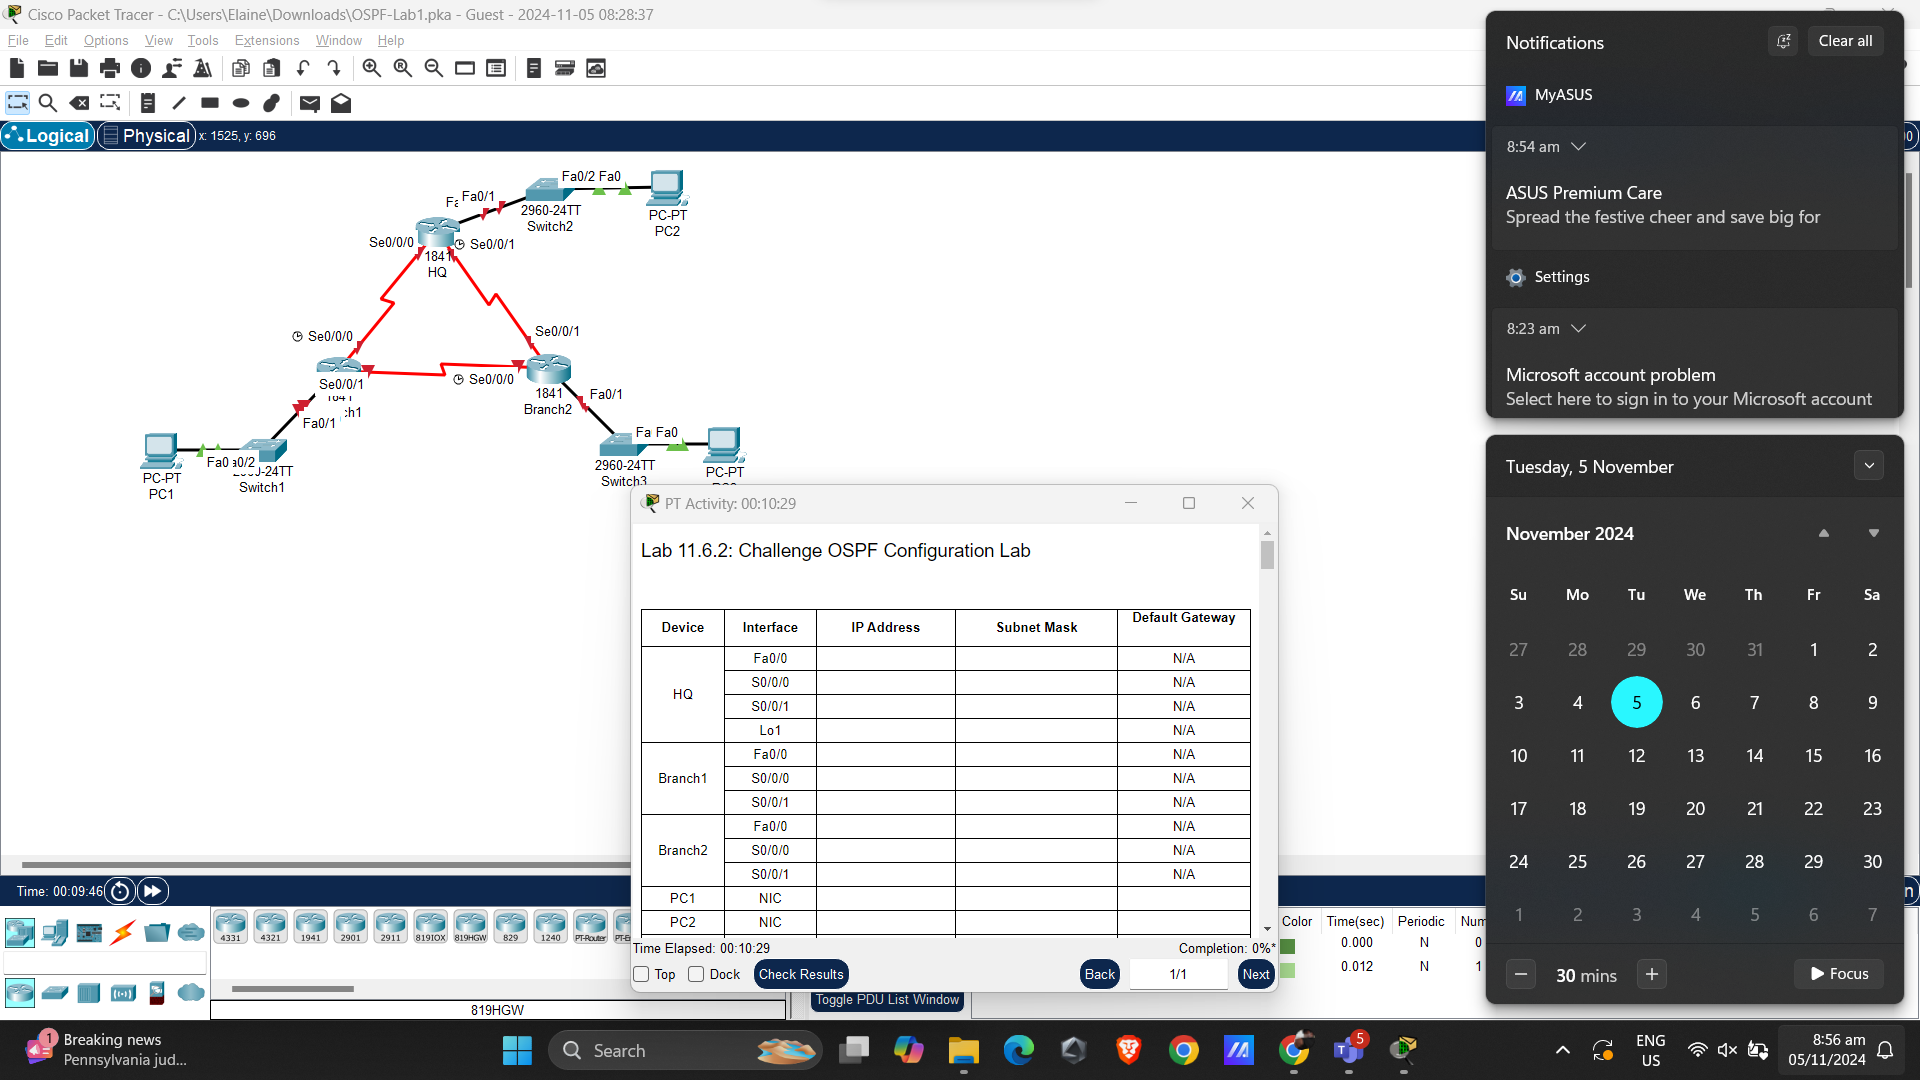 Cisco Packet Tracer - C:\Users\Elaine\Downloads\OSPF-Lab1.pka - Guest - 2024-11-05 08:28:37
File Edit Options View Tools Extensions Window Help
Logical Physical x: 1525, y: 696
Fa0/2 Fa0
Fa0/1
2960-24TT
Switch2
PC-PT
PC2
Se0/0/0
Se0/0/1
1841
HQ
Se0/0/0
Se0/0/1
Se0/0/1
Se0/0/0
1841
Branch2
Fa0/1
Fa0/1
Fa Fa0
2960-24TT
Switch3
PC-PT
Fa0
PC-PT
PC1
Switch1
PT Activity: 00:10:29
Lab 11.6.2: Challenge OSPF Configuration Lab
Device Interface IP Address Subnet Mask Default Gateway
HQ
Fa0/0 N/A
S0/0/0 N/A
S0/0/1 N/A
Lo1 N/A
Branch1
Fa0/0 N/A
S0/0/0 N/A
S0/0/1 N/A
Branch2
Fa0/0 N/A
S0/0/0 N/A
S0/0/1 N/A
PC1 NIC
PC2 NIC
Time Elapsed: 00:10:29 Completion: 0%*
Top Dock Check Results Back 1/1 Next
Toggle PDU List Window
Time: 00:09:46
4331 4321 1941 2901 2911 819IOX 819HGW 829 1240 PT-Router
819HGW
Color Time(sec) Periodic Num
0.000 N 0
0.012 N 1
Notifications Clear all
MyASUS
8:54 am
ASUS Premium Care
Spread the festive cheer and save big for
Settings
8:23 am
Microsoft account problem
Select here to sign in to your Microsoft account
Tuesday, 5 November
November 2024
Su Mo Tu We Th Fr Sa
27 28 29 30 31 1 2
3 4 5 6 7 8 9
10 11 12 13 14 15 16
17 18 19 20 21 22 23
24 25 26 27 28 29 30
1 2 3 4 5 6 7
30 mins Focus
1 Breaking news
Pennsylvania jud...
Search
5
ENG
US
8:56 am
05/11/2024